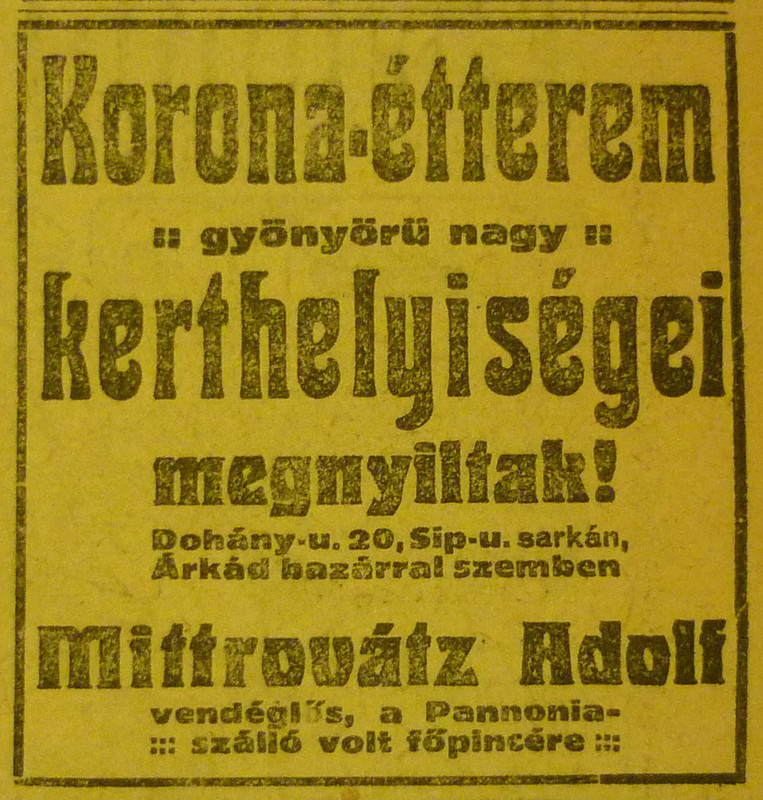 Korona-étterem
:: gyönyörü nagy ::
kerthelyiségei
megnyiltak!
Dohány-u. 20, Sip-u. sarkán,
Árkád bazárral szemben
Mittrovátz Adolf
vendéglős, a Pannonia-
::: szálló volt főpincére :::